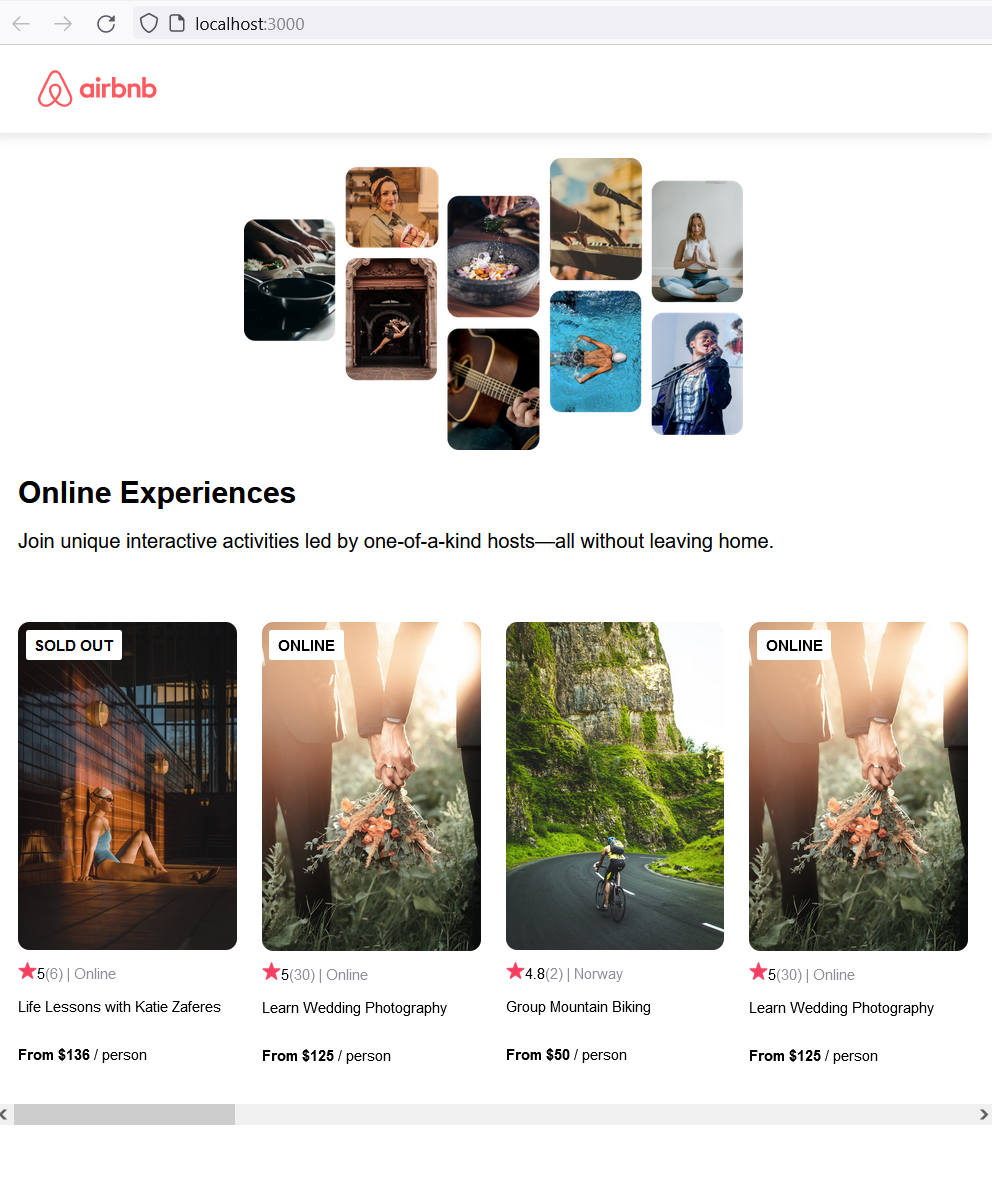 localhost:3000
airbnb
Online Experiences
Join unique interactive activities led by one-of-a-kind hosts—all without leaving home.
SOLD OUT
5(6) | Online
Life Lessons with Katie Zaferes
From $136 / person
ONLINE
5(30) | Online
Learn Wedding Photography
From $125 / person
4.8(2) | Norway
Group Mountain Biking
From $50 / person
ONLINE
5(30) | Online
Learn Wedding Photography
From $125 / person